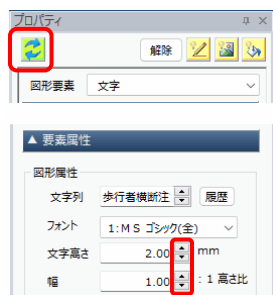 プロパティ
解除
図形要素 文字
▲ 要素属性
図形属性
文字列 歩行者横断注 履歴
フォント 1:ＭＳ ゴシック(全)
文字高さ 2.00 mm
幅 1.00 : 1 高さ比